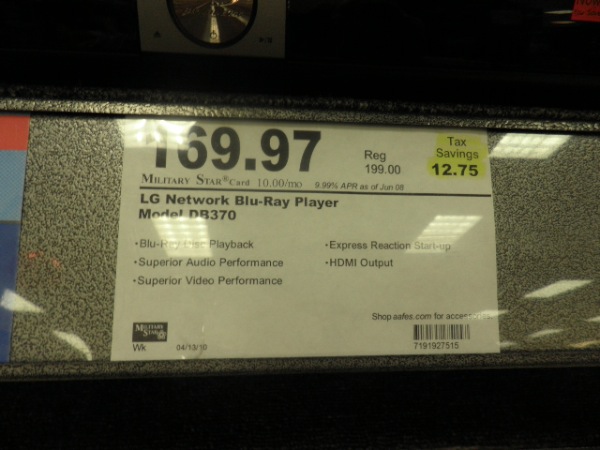 169.97
Reg
199.00
Tax
Savings
12.75
MILITARY STAR® Card 10.00/mo 9.99% APR as of Jun 08
LG Network Blu-Ray Player
Model DB370
•Blu-Ray Disc Playback
•Superior Audio Performance
•Superior Video Performance
•Express Reaction Start-up
•HDMI Output
Shop aafes.com for accessories
MILITARY
STAR
Wk 04/13/10
7191927515